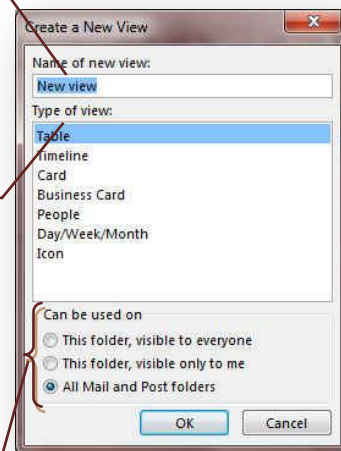 Create a New View
Name of new view:
New view
Type of view:
Table
Timeline
Card
Business Card
People
Day/Week/Month
Icon
Can be used on
This folder, visible to everyone
This folder, visible only to me
All Mail and Post folders
OK
Cancel